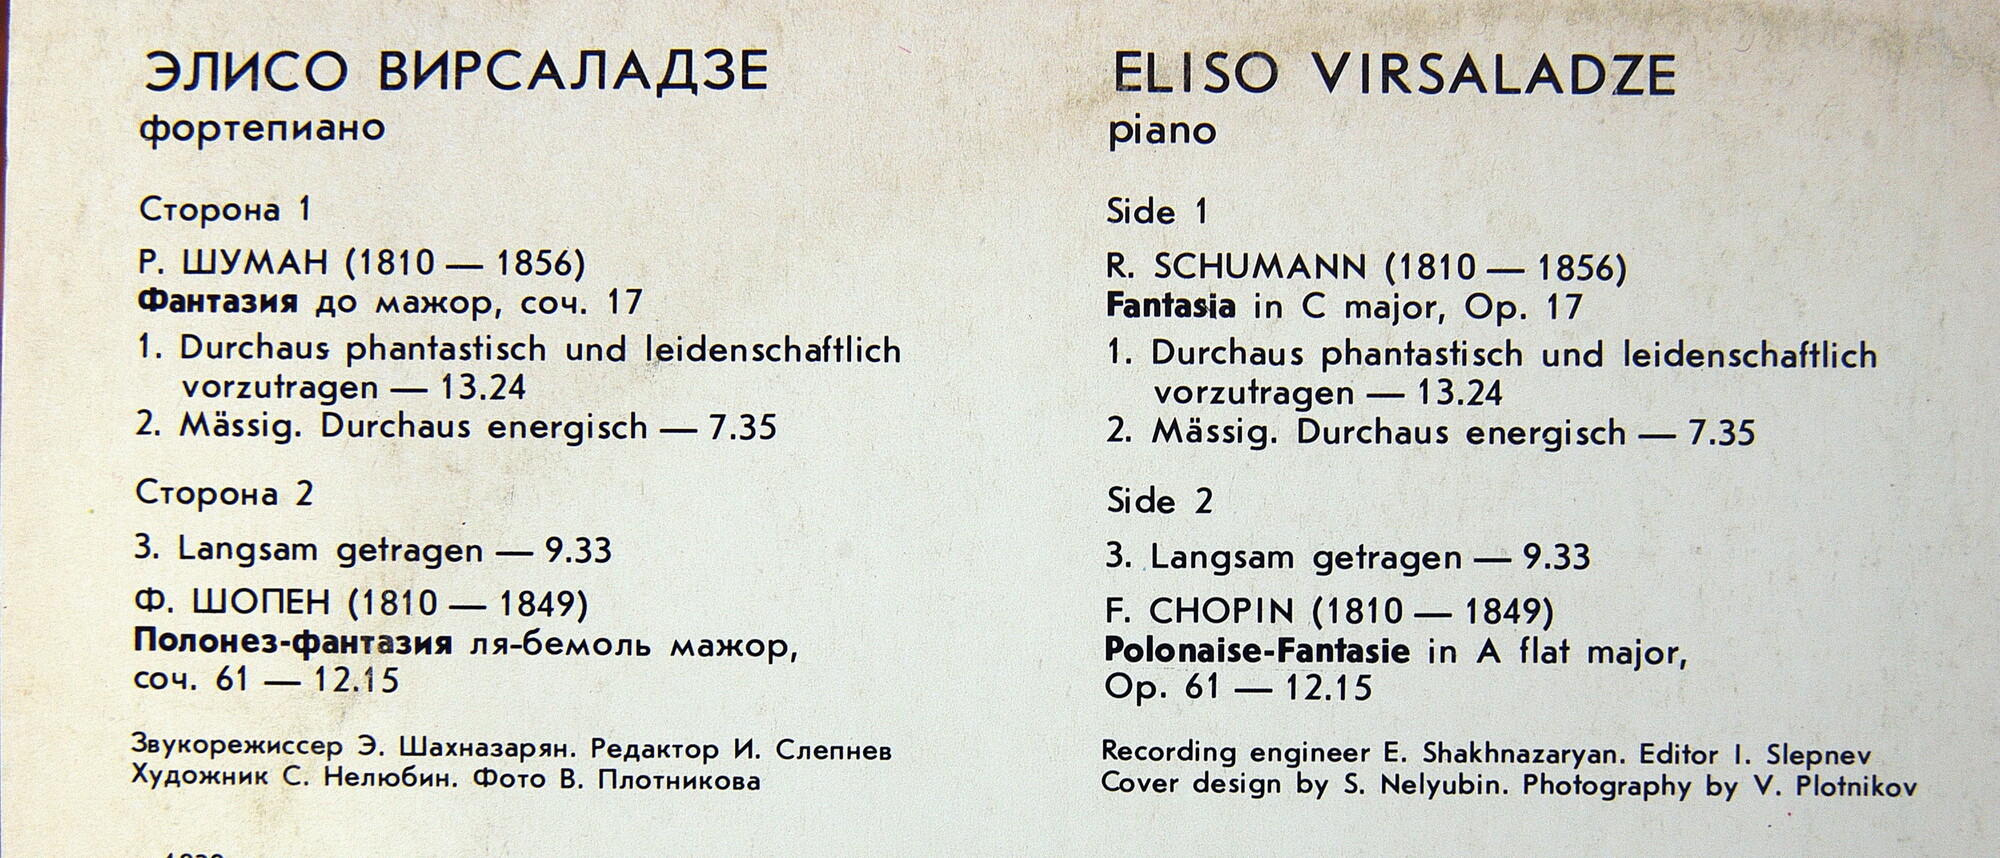 ЭЛИСО ВИРСАЛАДЗЕ
фортепиано
Сторона 1
Р. ШУМАН (1810 — 1856)
Фантазия до мажор, соч. 17
1. Durchaus phantastisch und leidenschaftlich
vorzutragen — 13.24
2. Mässig. Durchaus energisch — 7.35
Сторона 2
3. Langsam getragen — 9.33
Ф. ШОПЕН (1810 — 1849)
Полонез-фантазия ля-бемоль мажор,
соч. 61 — 12.15
Звукорежиссер Э. Шахназарян. Редактор И. Слепнев
Художник С. Нелюбин. Фото В. Плотникова
ELISO VIRSALADZE
piano
Side 1
R. SCHUMANN (1810 — 1856)
Fantasia in C major, Op. 17
1. Durchaus phantastisch und leidenschaftlich
vorzutragen — 13.24
2. Mässig. Durchaus energisch — 7.35
Side 2
3. Langsam getragen — 9.33
F. CHOPIN (1810 — 1849)
Polonaise-Fantasie in A flat major,
Op. 61 — 12.15
Recording engineer E. Shakhnazaryan. Editor I. Slepnev
Cover design by S. Nelyubin. Photography by V. Plotnikov